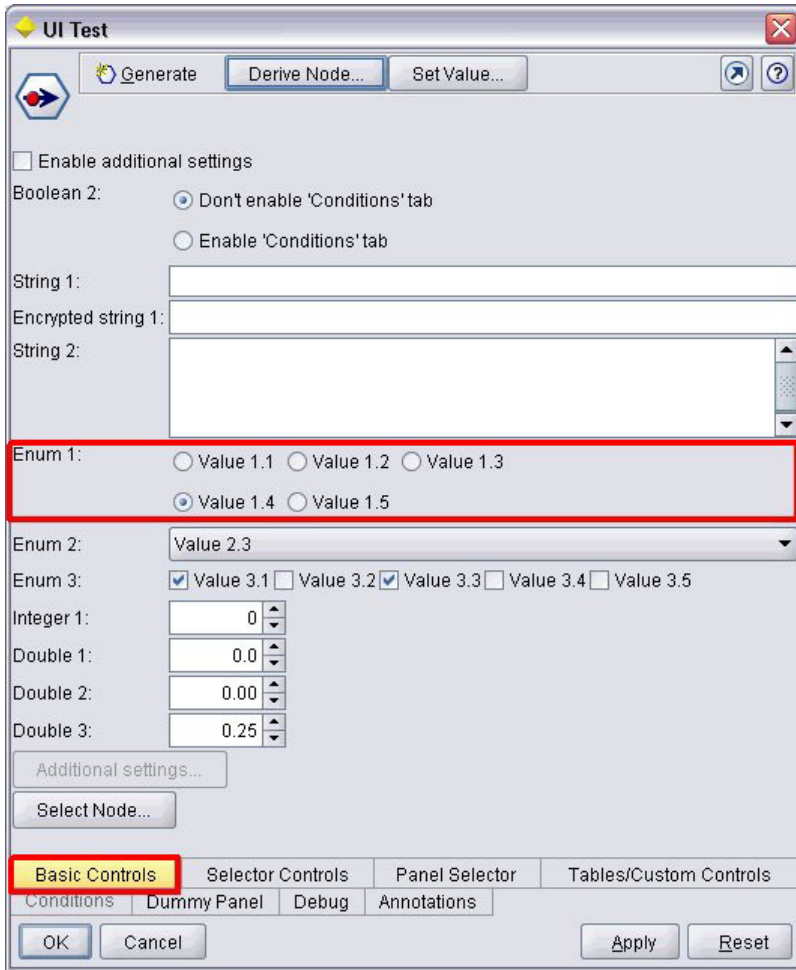 UI Test
Generate Derive Node... Set Value...
Enable additional settings
Boolean 2: Don't enable 'Conditions' tab
Enable 'Conditions' tab
String 1:
Encrypted string 1:
String 2:
Enum 1: Value 1.1 Value 1.2 Value 1.3
Value 1.4 Value 1.5
Enum 2: Value 2.3
Enum 3: Value 3.1 Value 3.2 Value 3.3 Value 3.4 Value 3.5
Integer 1: 0
Double 1: 0.0
Double 2: 0.00
Double 3: 0.25
Additional settings...
Select Node...
Basic Controls Selector Controls Panel Selector Tables/Custom Controls
Conditions Dummy Panel Debug Annotations
OK Cancel Apply Reset